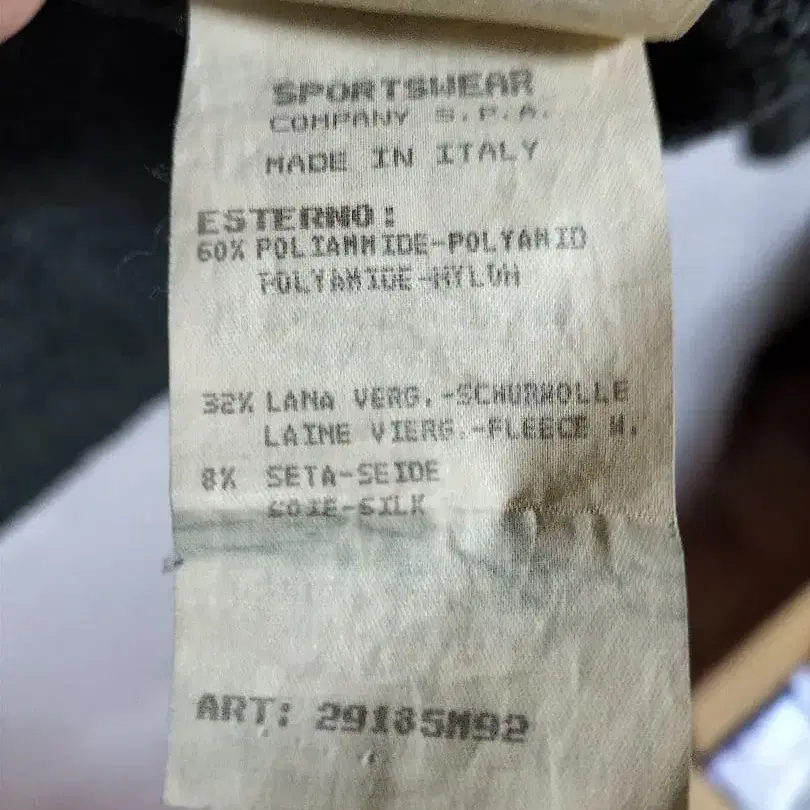 SPORTSWEAR
COMPANY S.P.A.
MADE IN ITALY
ESTERNO:
60% POLIAMMIDE-POLYAMID
POLYAMIDE-NYLON
32% LANA VERG.-SCHURWOLLE
LAINE VIERG.-FLEECE W.
8% SETA-SEIDE
SOIE-SILK
ART: 29185M92